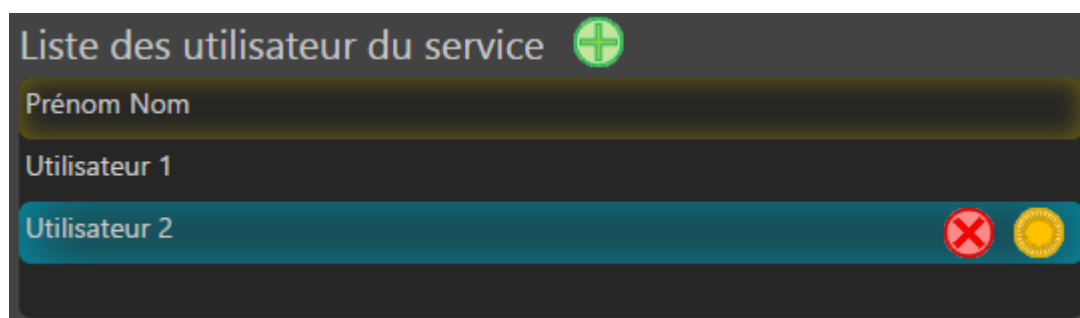 Liste des utilisateur du service
Prénom Nom
Utilisateur 1
Utilisateur 2